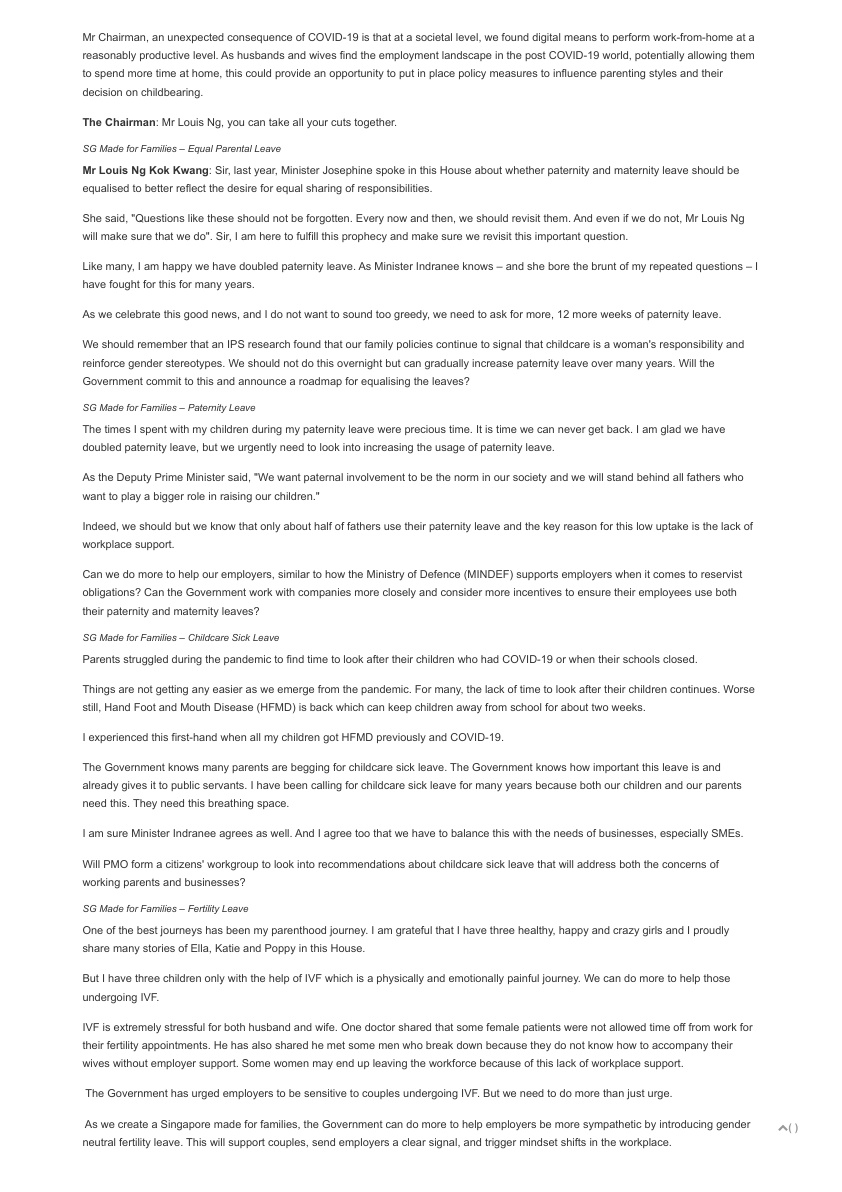 Mr Chairman, an unexpected consequence of COVID-19 is that at a societal level, we found digital means to perform work-from-home at a
reasonably productive level. As husbands and wives find the employment landscape in the post COVID-19 world, potentially allowing them
to spend more time at home, this could provide an opportunity to put in place policy measures to influence parenting styles and their
decision on childbearing.
The Chairman: Mr Louis Ng, you can take all your cuts together.
SG Made for Families – Equal Parental Leave
Mr Louis Ng Kok Kwang: Sir, last year, Minister Josephine spoke in this House about whether paternity and maternity leave should be
equalised to better reflect the desire for equal sharing of responsibilities.
She said, "Questions like these should not be forgotten. Every now and then, we should revisit them. And even if we do not, Mr Louis Ng
will make sure that we do". Sir, I am here to fulfill this prophecy and make sure we revisit this important question.
Like many, I am happy we have doubled paternity leave. As Minister Indranee knows – and she bore the brunt of my repeated questions – I
have fought for this for many years.
As we celebrate this good news, and I do not want to sound too greedy, we need to ask for more, 12 more weeks of paternity leave.
We should remember that an IPS research found that our family policies continue to signal that childcare is a woman's responsibility and
reinforce gender stereotypes. We should not do this overnight but can gradually increase paternity leave over many years. Will the
Government commit to this and announce a roadmap for equalising the leaves?
SG Made for Families – Paternity Leave
The times I spent with my children during my paternity leave were precious time. It is time we can never get back. I am glad we have
doubled paternity leave, but we urgently need to look into increasing the usage of paternity leave.
As the Deputy Prime Minister said, "We want paternal involvement to be the norm in our society and we will stand behind all fathers who
want to play a bigger role in raising our children."
Indeed, we should but we know that only about half of fathers use their paternity leave and the key reason for this low uptake is the lack of
workplace support.
Can we do more to help our employers, similar to how the Ministry of Defence (MINDEF) supports employers when it comes to reservist
obligations? Can the Government work with companies more closely and consider more incentives to ensure their employees use both
their paternity and maternity leaves?
SG Made for Families – Childcare Sick Leave
Parents struggled during the pandemic to find time to look after their children who had COVID-19 or when their schools closed.
Things are not getting any easier as we emerge from the pandemic. For many, the lack of time to look after their children continues. Worse
still, Hand Foot and Mouth Disease (HFMD) is back which can keep children away from school for about two weeks.
I experienced this first-hand when all my children got HFMD previously and COVID-19.
The Government knows many parents are begging for childcare sick leave. The Government knows how important this leave is and
already gives it to public servants. I have been calling for childcare sick leave for many years because both our children and our parents
need this. They need this breathing space.
I am sure Minister Indranee agrees as well. And I agree too that we have to balance this with the needs of businesses, especially SMEs.
Will PMO form a citizens' workgroup to look into recommendations about childcare sick leave that will address both the concerns of
working parents and businesses?
SG Made for Families – Fertility Leave
One of the best journeys has been my parenthood journey. I am grateful that I have three healthy, happy and crazy girls and I proudly
share many stories of Ella, Katie and Poppy in this House.
But I have three children only with the help of IVF which is a physically and emotionally painful journey. We can do more to help those
undergoing IVF.
IVF is extremely stressful for both husband and wife. One doctor shared that some female patients were not allowed time off from work for
their fertility appointments. He has also shared he met some men who break down because they do not know how to accompany their
wives without employer support. Some women may end up leaving the workforce because of this lack of workplace support.
The Government has urged employers to be sensitive to couples undergoing IVF. But we need to do more than just urge.
As we create a Singapore made for families, the Government can do more to help employers be more sympathetic by introducing gender
neutral fertility leave. This will support couples, send employers a clear signal, and trigger mindset shifts in the workplace.
( )